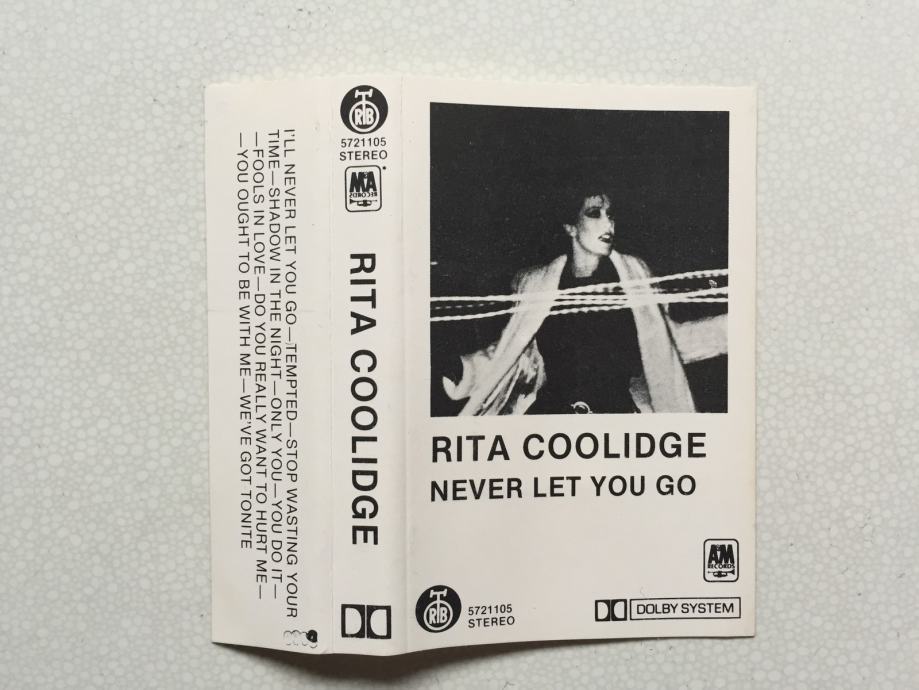 I'LL NEVER LET YOU GO—TEMPTED—STOP WASTING YOUR
TIME—SHADOW IN THE NIGHT—ONLY YOU—YOU DO IT—
—FOOLS IN LOVE—DO YOU REALLY WANT TO HURT ME—
—YOU OUGHT TO BE WITH ME—WE'VE GOT TONITE
RTB
5721105
STEREO
A&M
RECORDS
RITA COOLIDGE
RITA COOLIDGE
NEVER LET YOU GO
A&M
RECORDS
RTB
5721105
STEREO
DOLBY SYSTEM